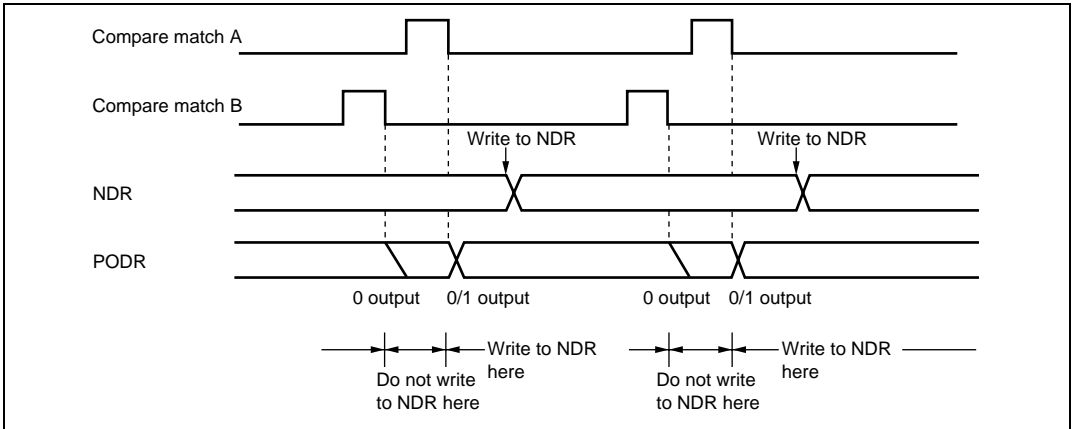 Compare match A
Compare match B
Write to NDR Write to NDR
NDR
PODR
0 output 0/1 output 0 output 0/1 output
Write to NDR
here
Do not write
to NDR here
Write to NDR
here
Do not write
to NDR here